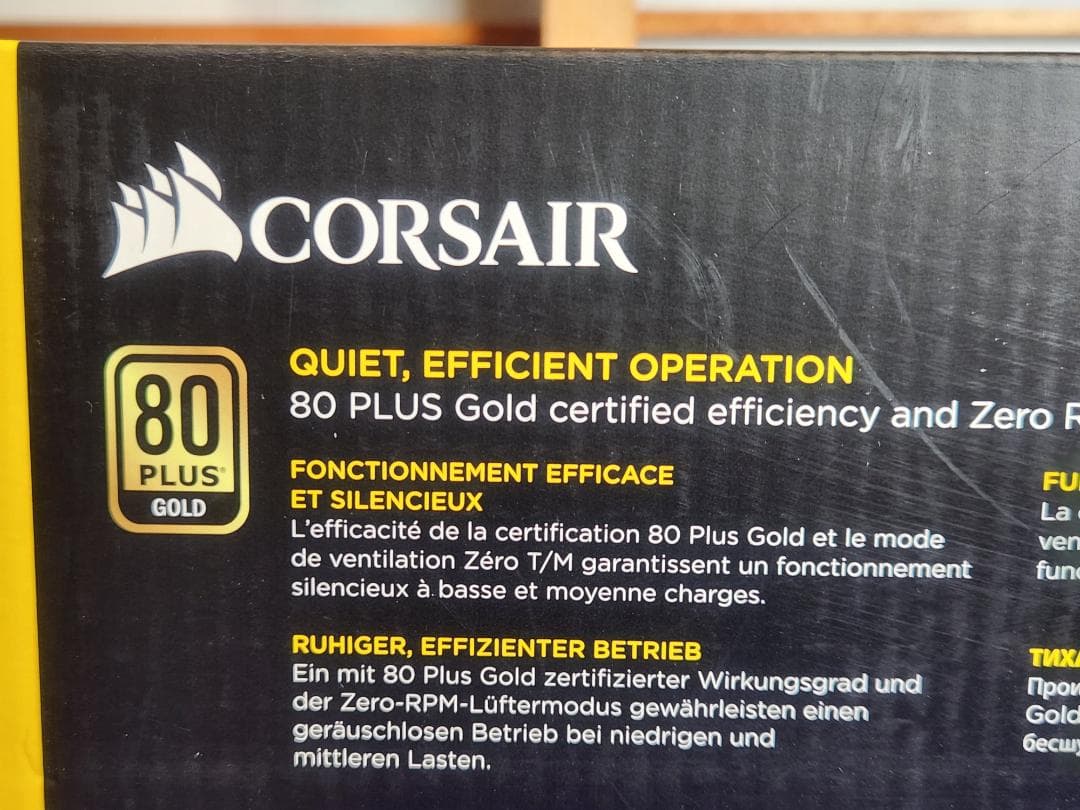 CORSAIR
80
PLUS
GOLD
QUIET, EFFICIENT OPERATION
80 PLUS Gold certified efficiency and Zero
FONCTIONNEMENT EFFICACE
ET SILENCIEUX
L'efficacité de la certification 80 Plus Gold et le mode
de ventilation Zéro T/M garantissent un fonctionnement
silencieux à basse et moyenne charges.
RUHIGER, EFFIZIENTER BETRIEB
Ein mit 80 Plus Gold zertifizierter Wirkungsgrad und
der Zero-RPM-Lüftermodus gewährleisten einen
geräuschlosen Betrieb bei niedrigen und
mittleren Lasten.
La
Gold